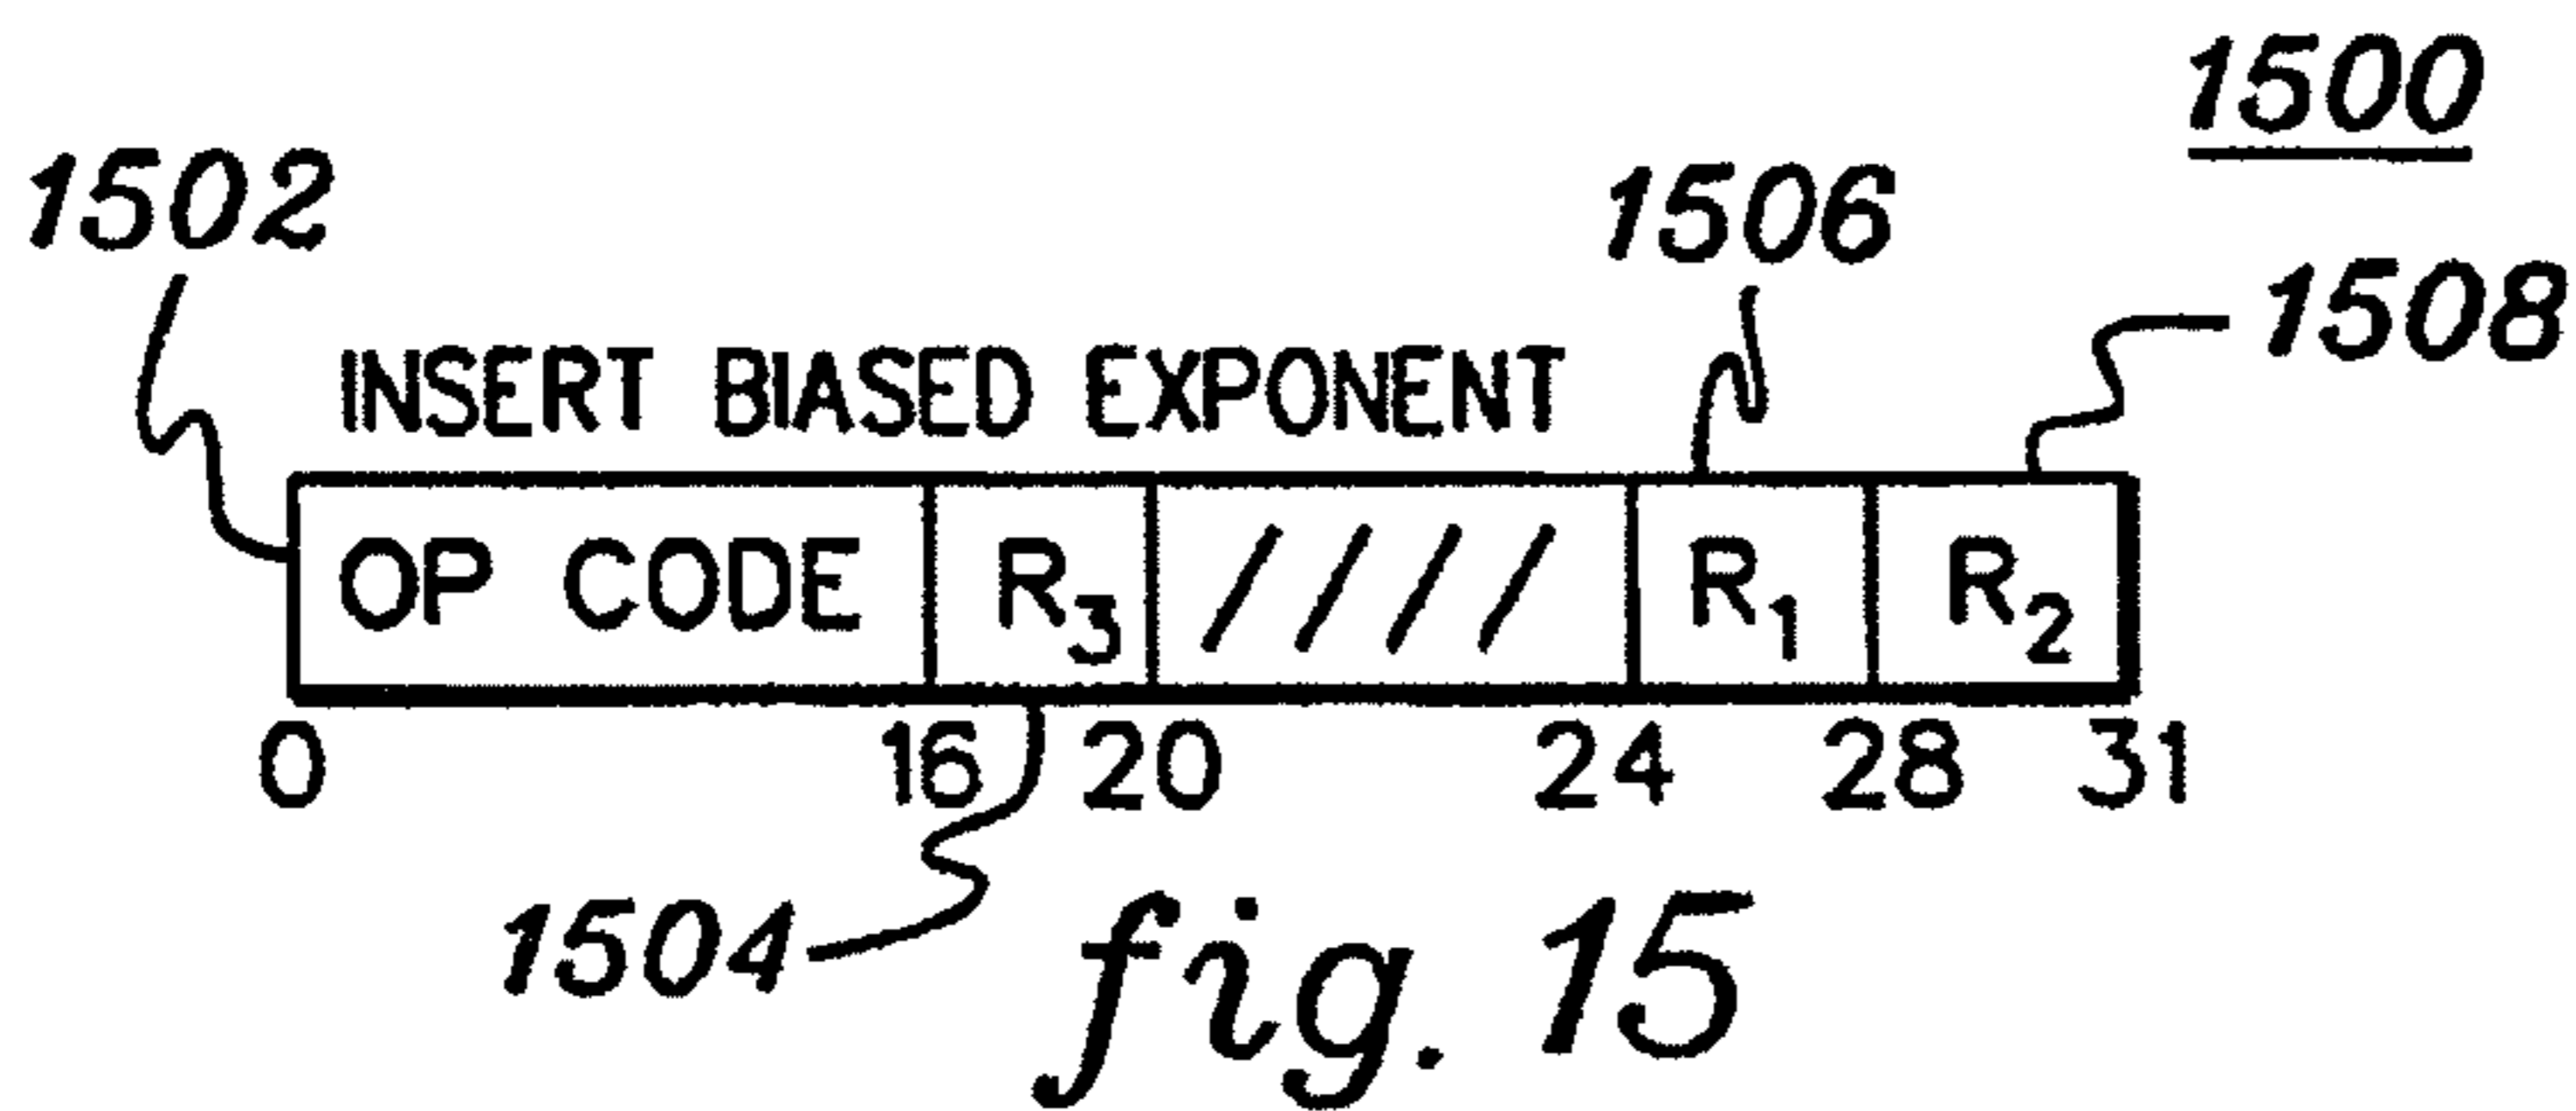 1500
1502
1506
1508
INSERT BIASED EXPONENT
OP CODE R3 //// R1 R2
0 16 20 24 28 31
1504
fig. 15